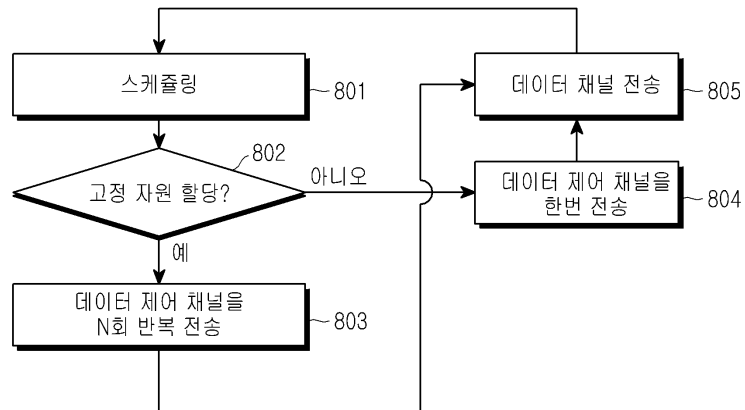 스케쥴링
801
고정 자원 할당?
802
아니오
예
데이터 제어 채널을
N회 반복 전송
803
데이터 제어 채널을
한번 전송
804
데이터 채널 전송
805